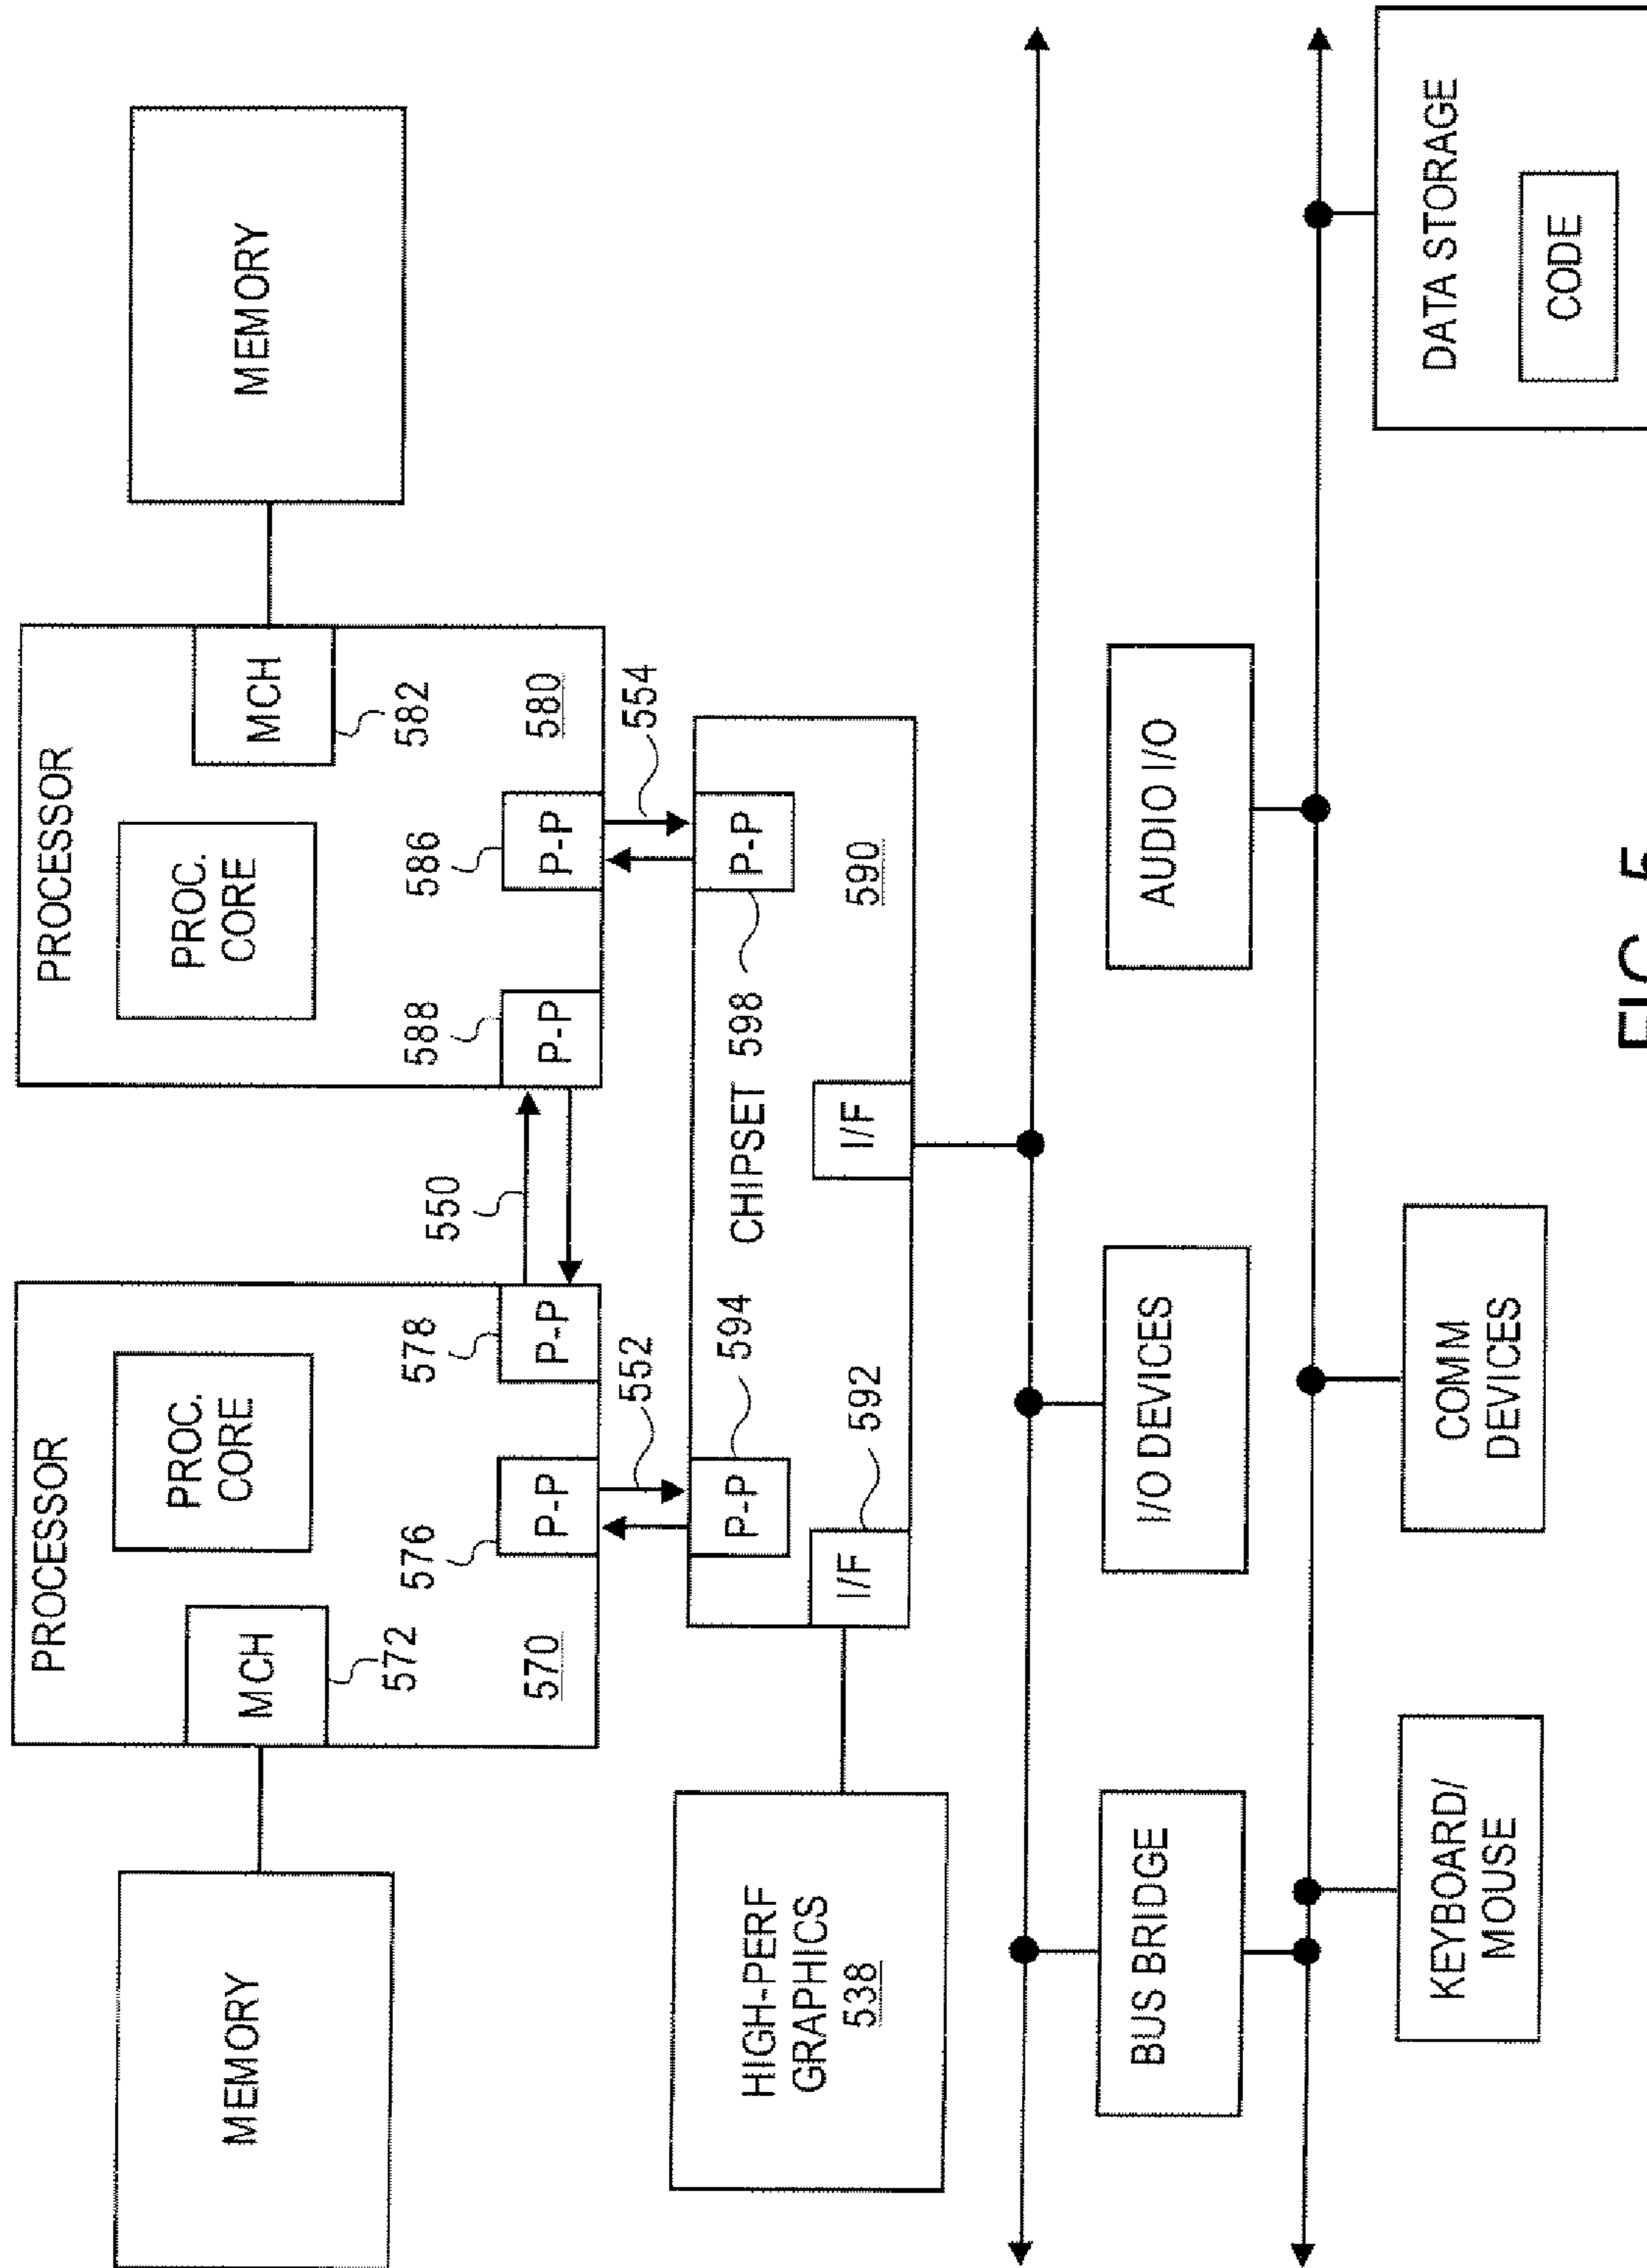 PROCESSOR
PROCESSOR
MEMORY
MCH
572
PROC.
CORE
PROC.
CORE
MCH
582
MEMORY
570
576
P-P
578
P-P
550
588
P-P
586
P-P
580
552
554
HIGH-PERF
GRAPHICS
538
P-P
594
CHIPSET
598
P-P
I/F
592
I/F
590
BUS BRIDGE
I/O DEVICES
AUDIO I/O
KEYBOARD/
MOUSE
COMM
DEVICES
DATA STORAGE
CODE
FIG. 5